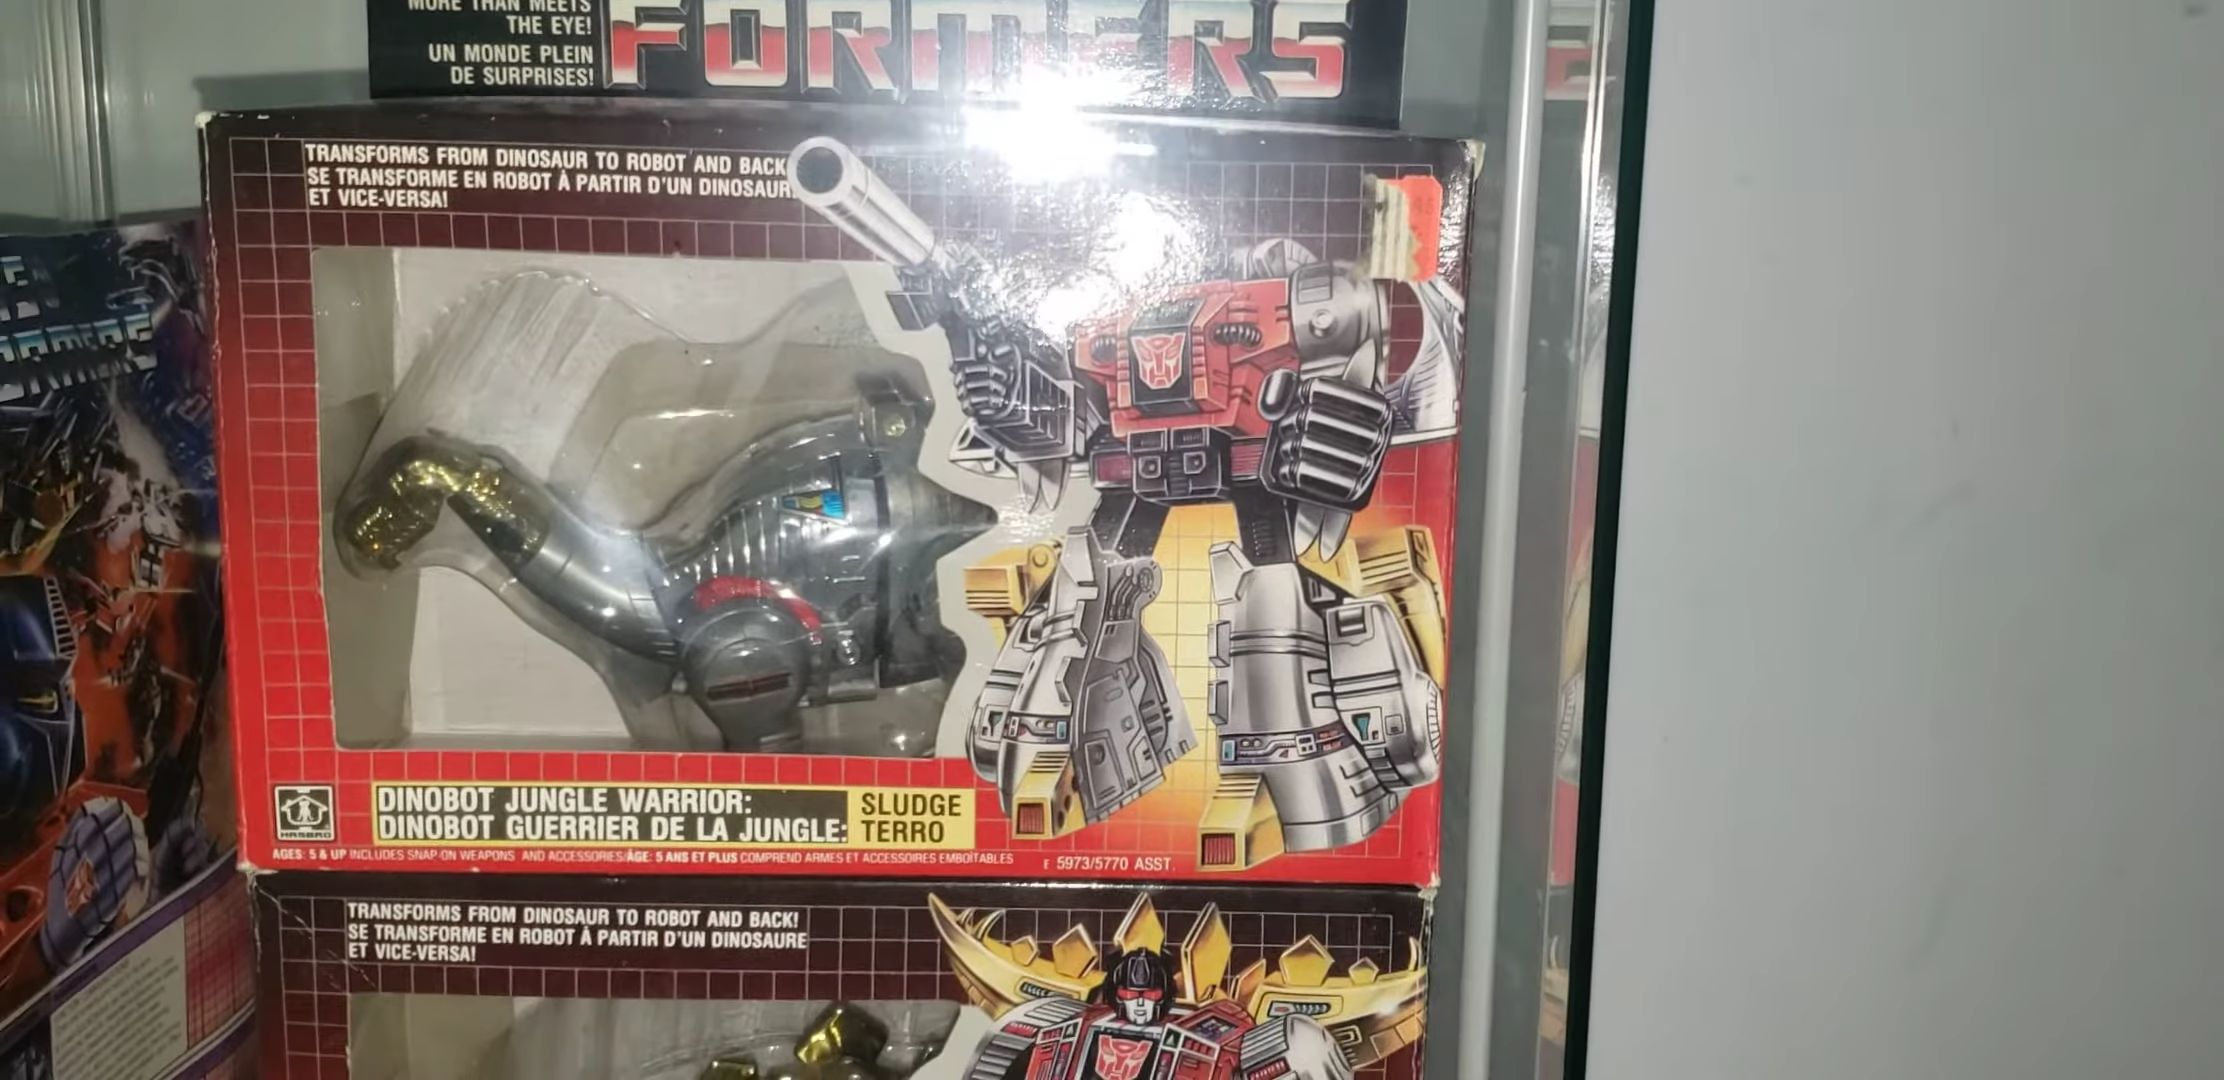 MORE THAN MEETS
THE EYE!
UN MONDE PLEIN
DE SURPRISES!
FORMERS
TRANSFORMS FROM DINOSAUR TO ROBOT AND BACK
SE TRANSFORME EN ROBOT À PARTIR D'UN DINOSAUR
ET VICE-VERSA!
HASBRO
DINOBOT JUNGLE WARRIOR: SLUDGE
DINOBOT GUERRIER DE LA JUNGLE: TERRO
AGES: 5 & UP INCLUDES SNAP-ON WEAPONS AND ACCESSORIES/ÂGE: 5 ANS ET PLUS COMPREND ARMES ET ACCESSOIRES EMBOÎTABLES
E 5973/5770 ASST.
TRANSFORMS FROM DINOSAUR TO ROBOT AND BACK!
SE TRANSFORME EN ROBOT À PARTIR D'UN DINOSAURE
ET VICE-VERSA!